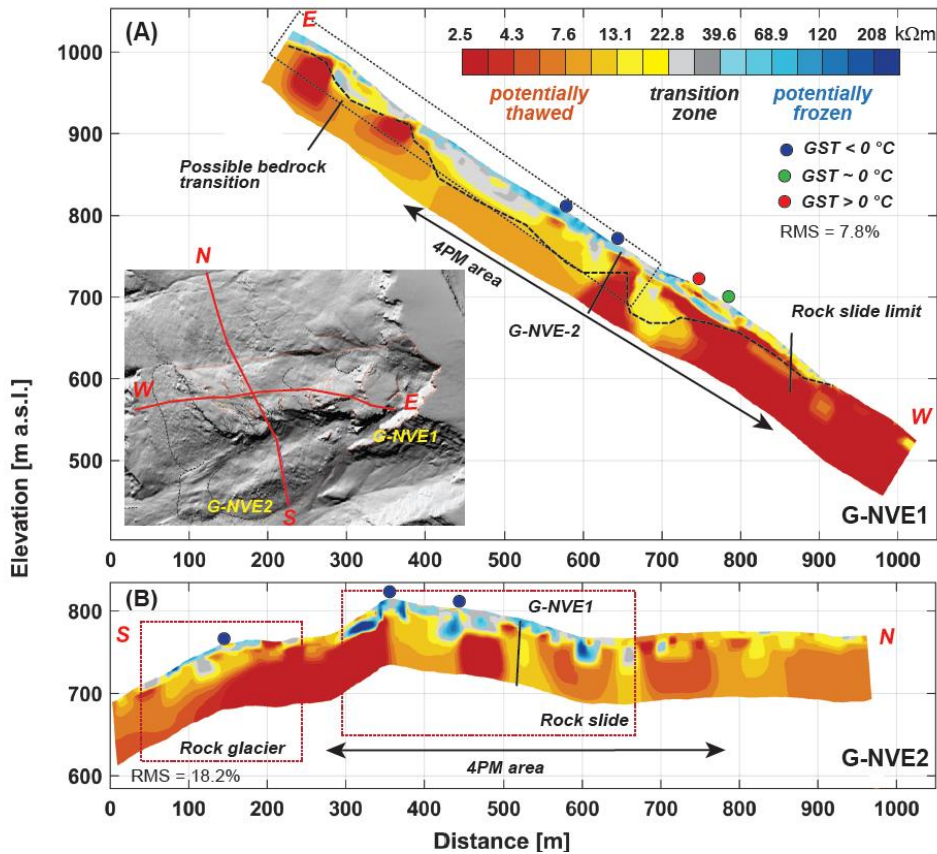 (A)
E
2.5 4.3 7.6 13.1 22.8 39.6 68.9 120 208 kΩm
potentially thawed
transition zone
potentially frozen
GST < 0 °C
GST ~ 0 °C
GST > 0 °C
RMS = 7.8%
Possible bedrock transition
4PM area
G-NVE-2
Rock slide limit
W
G-NVE1
N
W
E
G-NVE1
G-NVE2
S
Elevation [m a.s.l.]
1000
900
800
700
600
500
0 100 200 300 400 500 600 700 800 900 1000
(B)
S
G-NVE1
N
800
700
600
Rock glacier
Rock slide
RMS = 18.2%
4PM area
G-NVE2
0 100 200 300 400 500 600 700 800 900 1000
Distance [m]